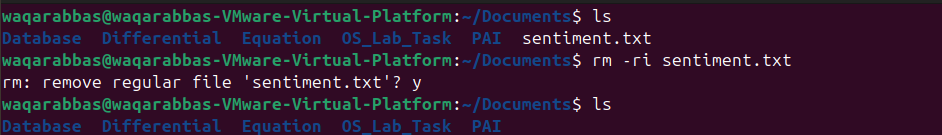 waqarabbas@waqarabbas-VMware-Virtual-Platform:~/Documents$ ls
Database  Differential  Equation  OS_Lab_Task  PAI  sentiment.txt
waqarabbas@waqarabbas-VMware-Virtual-Platform:~/Documents$ rm -ri sentiment.txt
rm: remove regular file 'sentiment.txt'? y
waqarabbas@waqarabbas-VMware-Virtual-Platform:~/Documents$ ls
Database  Differential  Equation  OS_Lab_Task  PAI